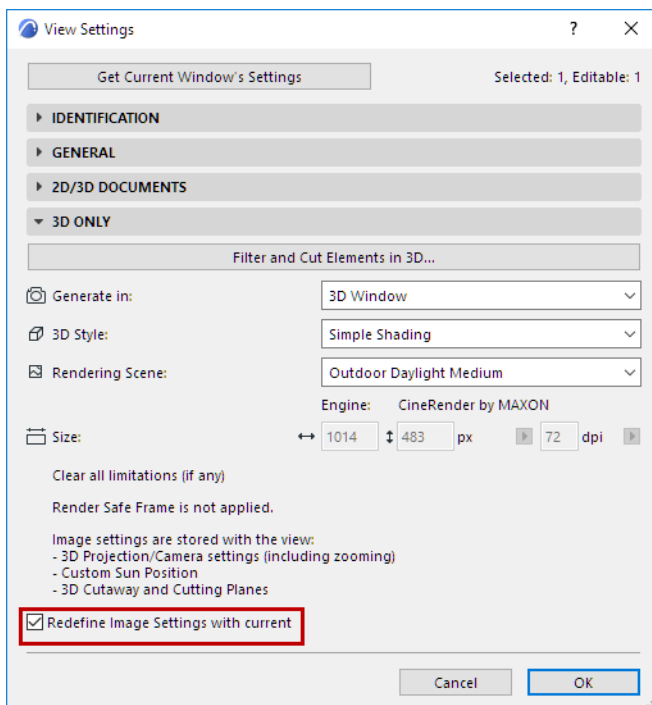 View Settings ?
Get Current Window's Settings Selected: 1, Editable: 1
IDENTIFICATION
GENERAL
2D/3D DOCUMENTS
3D ONLY
Filter and Cut Elements in 3D...
Generate in: 3D Window
3D Style: Simple Shading
Rendering Scene: Outdoor Daylight Medium
Engine: CineRender by MAXON
Size: 1014 483 px 72 dpi
Clear all limitations (if any)
Render Safe Frame is not applied.
Image settings are stored with the view:
- 3D Projection/Camera settings (including zooming)
- Custom Sun Position
- 3D Cutaway and Cutting Planes
Redefine Image Settings with current
Cancel OK